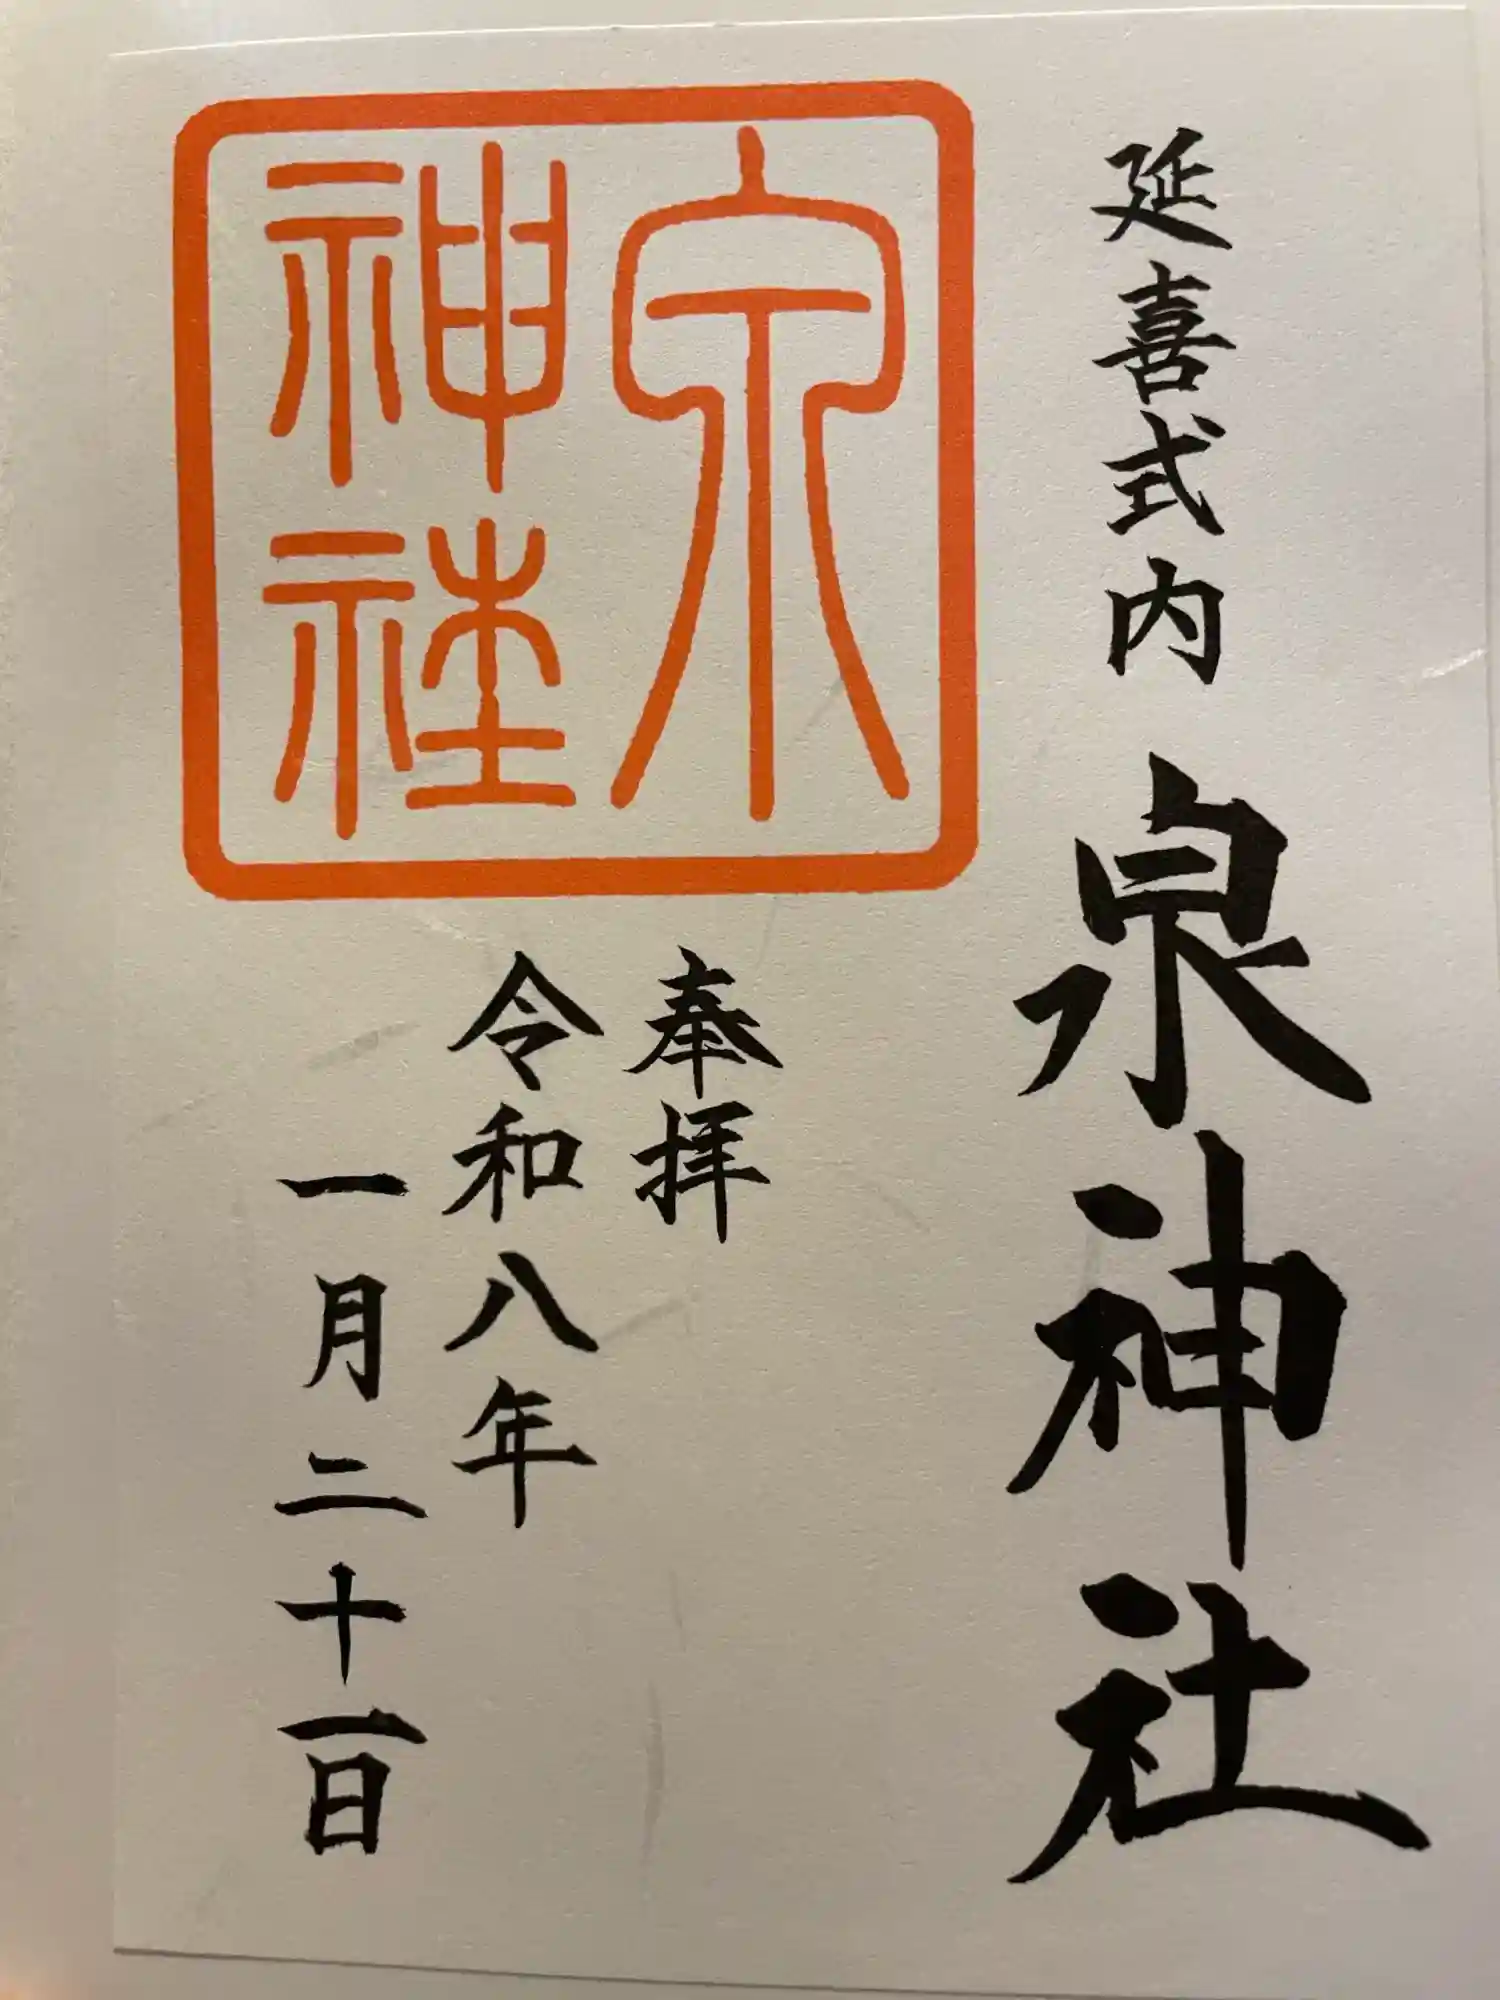 延喜式内 泉神社
泉
神社
奉拝
令和八年
一月二十一日